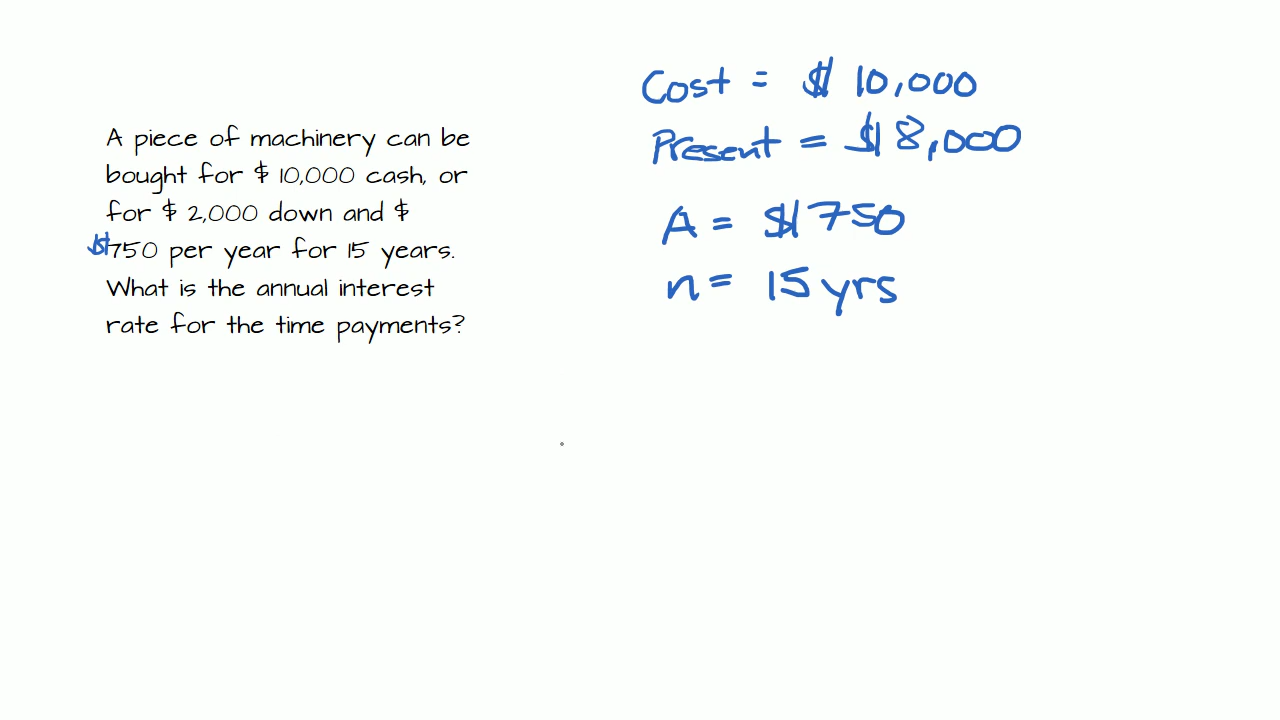 A piece of machinery can be
bought for $ 10,000 cash, or
for $ 2,000 down and $
$750 per year for 15 years.
What is the annual interest
rate for the time payments?
Cost = $ 10,000
Present = $ 8,000
A = $ 750
n = 15 yrs